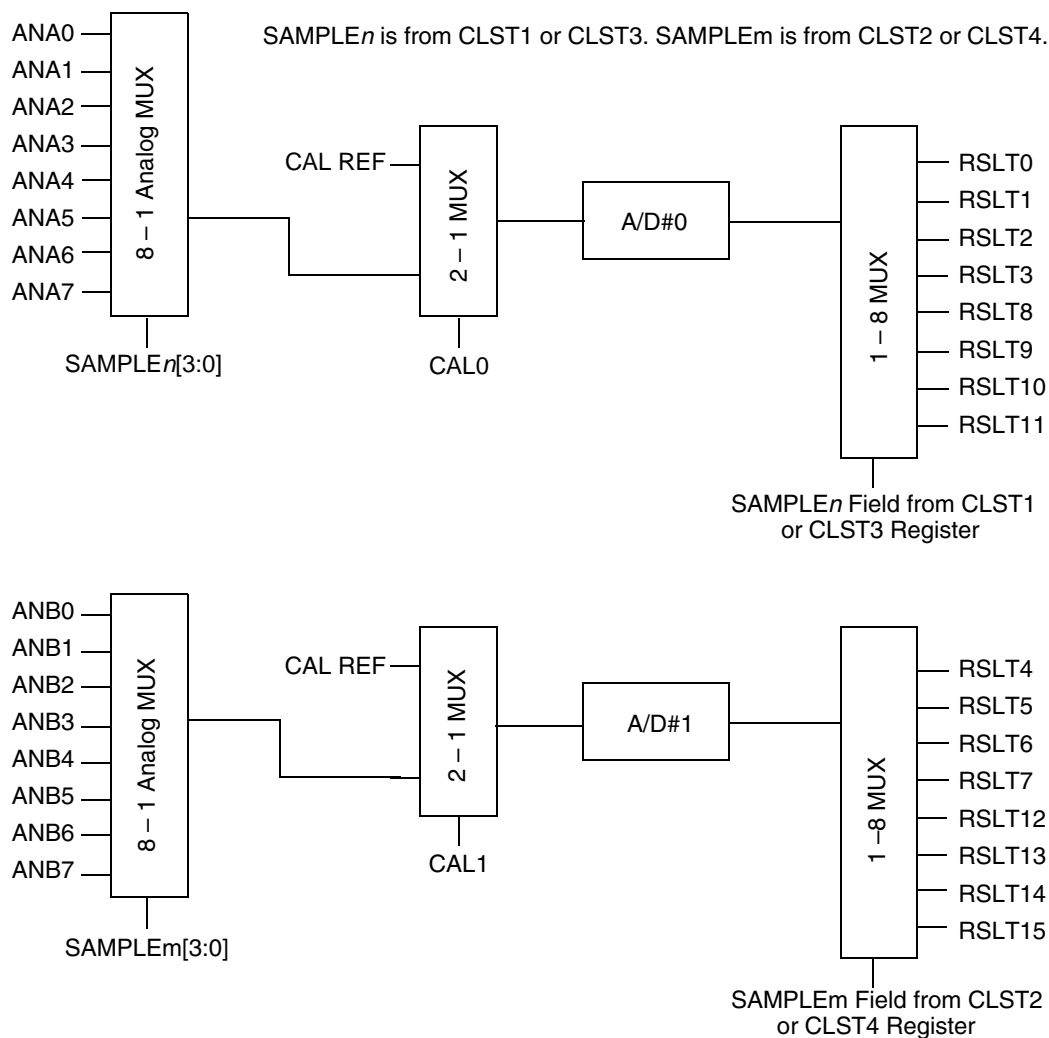 SAMPLEn is from CLST1 or CLST3. SAMPLEm is from CLST2 or CLST4.
ANA0
ANA1
ANA2
ANA3
ANA4
ANA5
ANA6
ANA7
8 – 1 Analog MUX
SAMPLEn[3:0]
CAL REF
2 – 1 MUX
CAL0
A/D#0
1 – 8 MUX
RSLT0
RSLT1
RSLT2
RSLT3
RSLT8
RSLT9
RSLT10
RSLT11
SAMPLEn Field from CLST1
or CLST3 Register
ANB0
ANB1
ANB2
ANB3
ANB4
ANB5
ANB6
ANB7
8 – 1 Analog MUX
SAMPLEm[3:0]
CAL REF
2 – 1 MUX
CAL1
A/D#1
1 –8 MUX
RSLT4
RSLT5
RSLT6
RSLT7
RSLT12
RSLT13
RSLT14
RSLT15
SAMPLEm Field from CLST2
or CLST4 Register